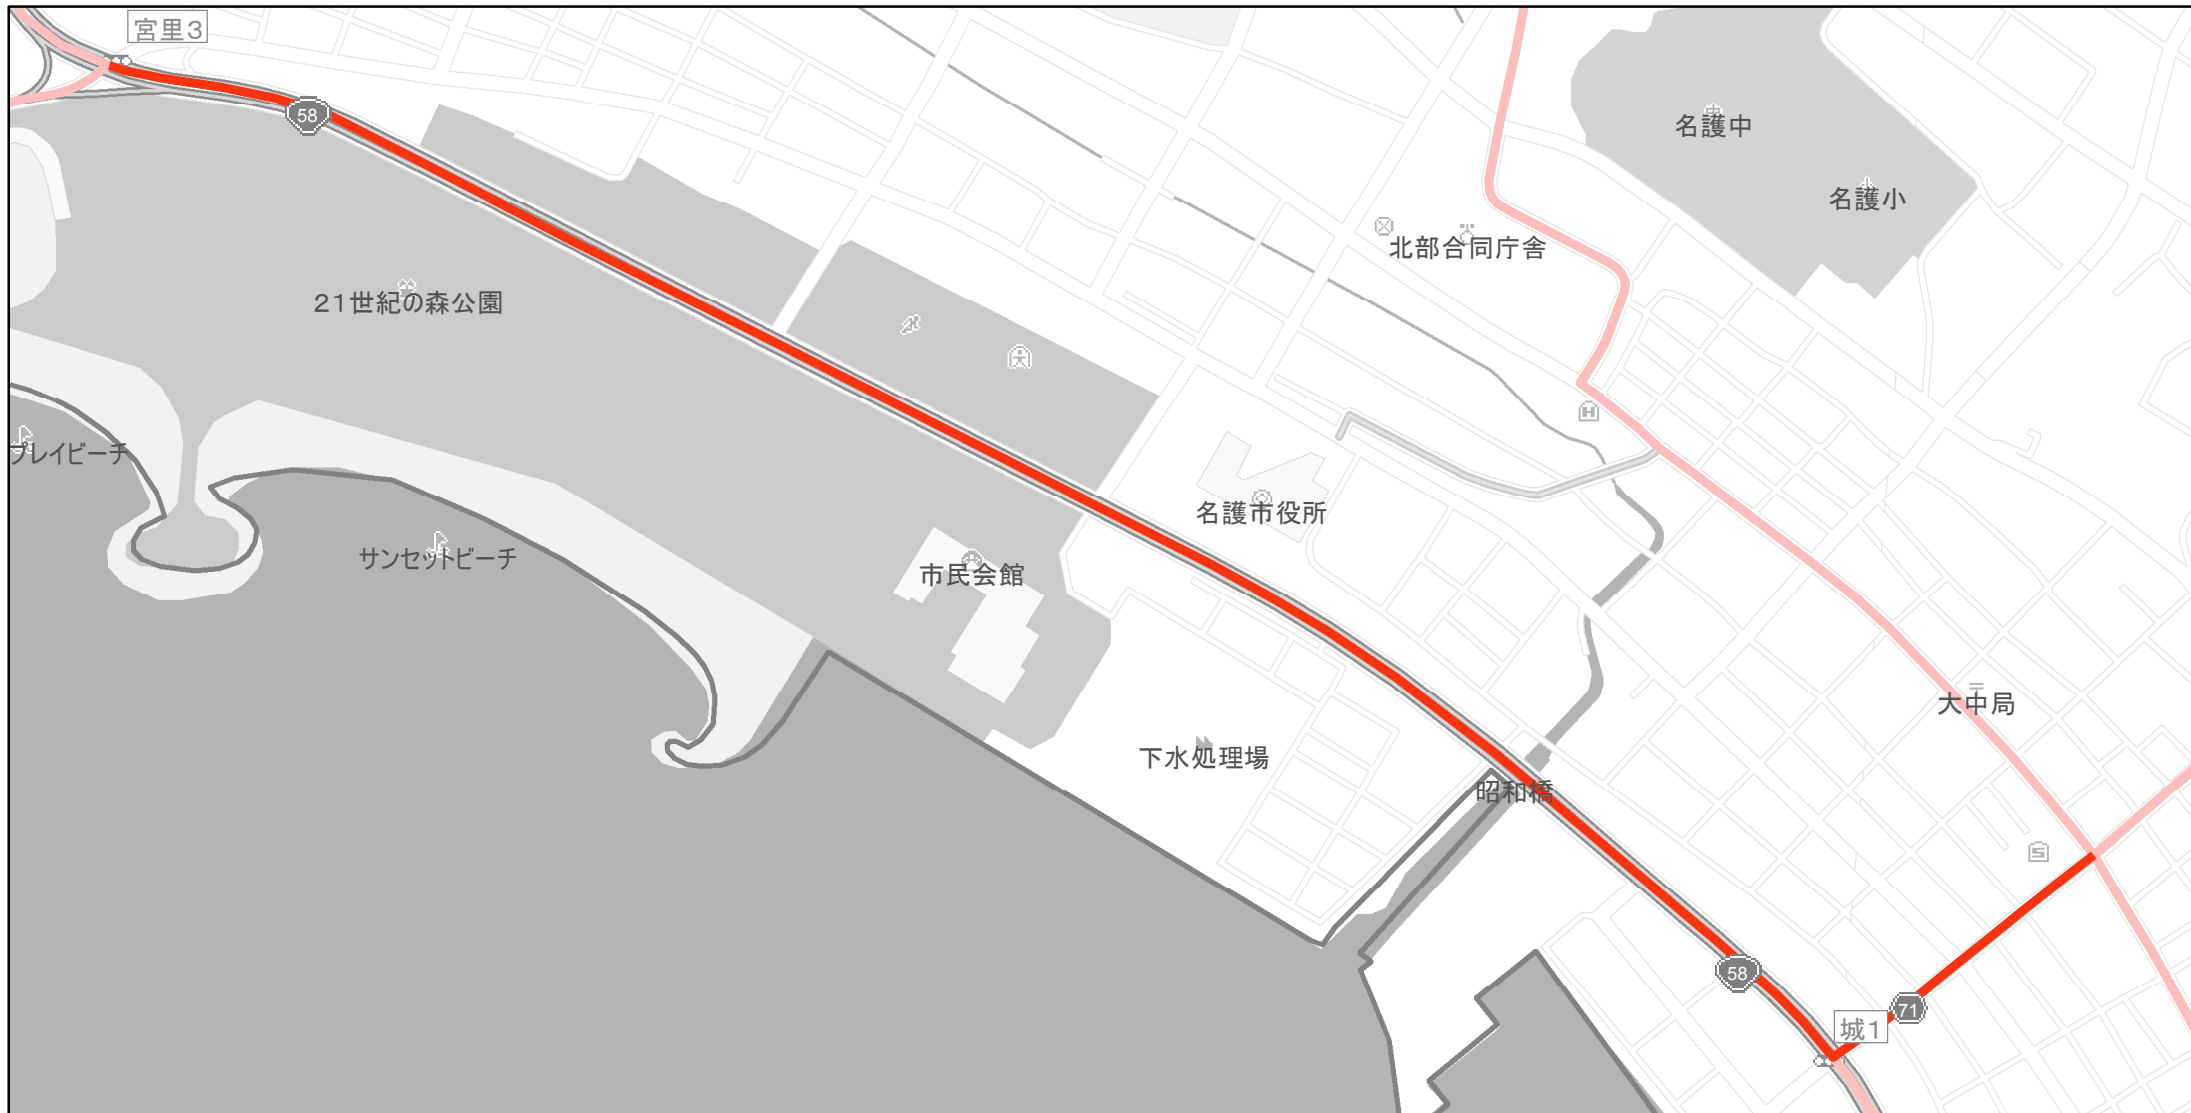 宮里3
58
名護中
名護小
北部合同庁舎
21世紀の森公園
H
プレイビーチ
名護市役所
サンセットビーチ
市民会館
大中局
下水処理場
昭和橋
S
58
71
城1